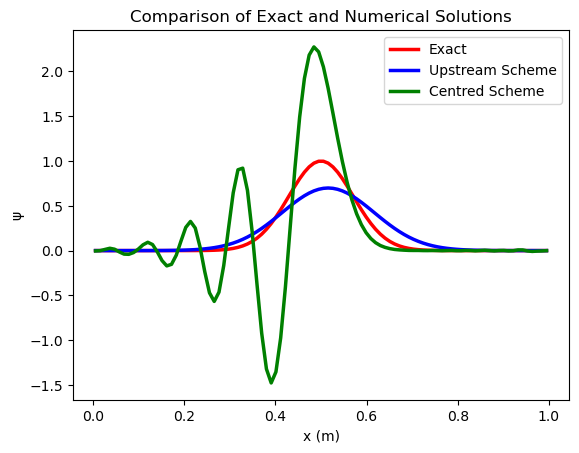 Comparison of Exact and Numerical Solutions
Exact
Upstream Scheme
Centred Scheme
2.0
1.5
1.0
0.5
0.0
−0.5
−1.0
−1.5
ψ
0.0 0.2 0.4 0.6 0.8 1.0
x (m)